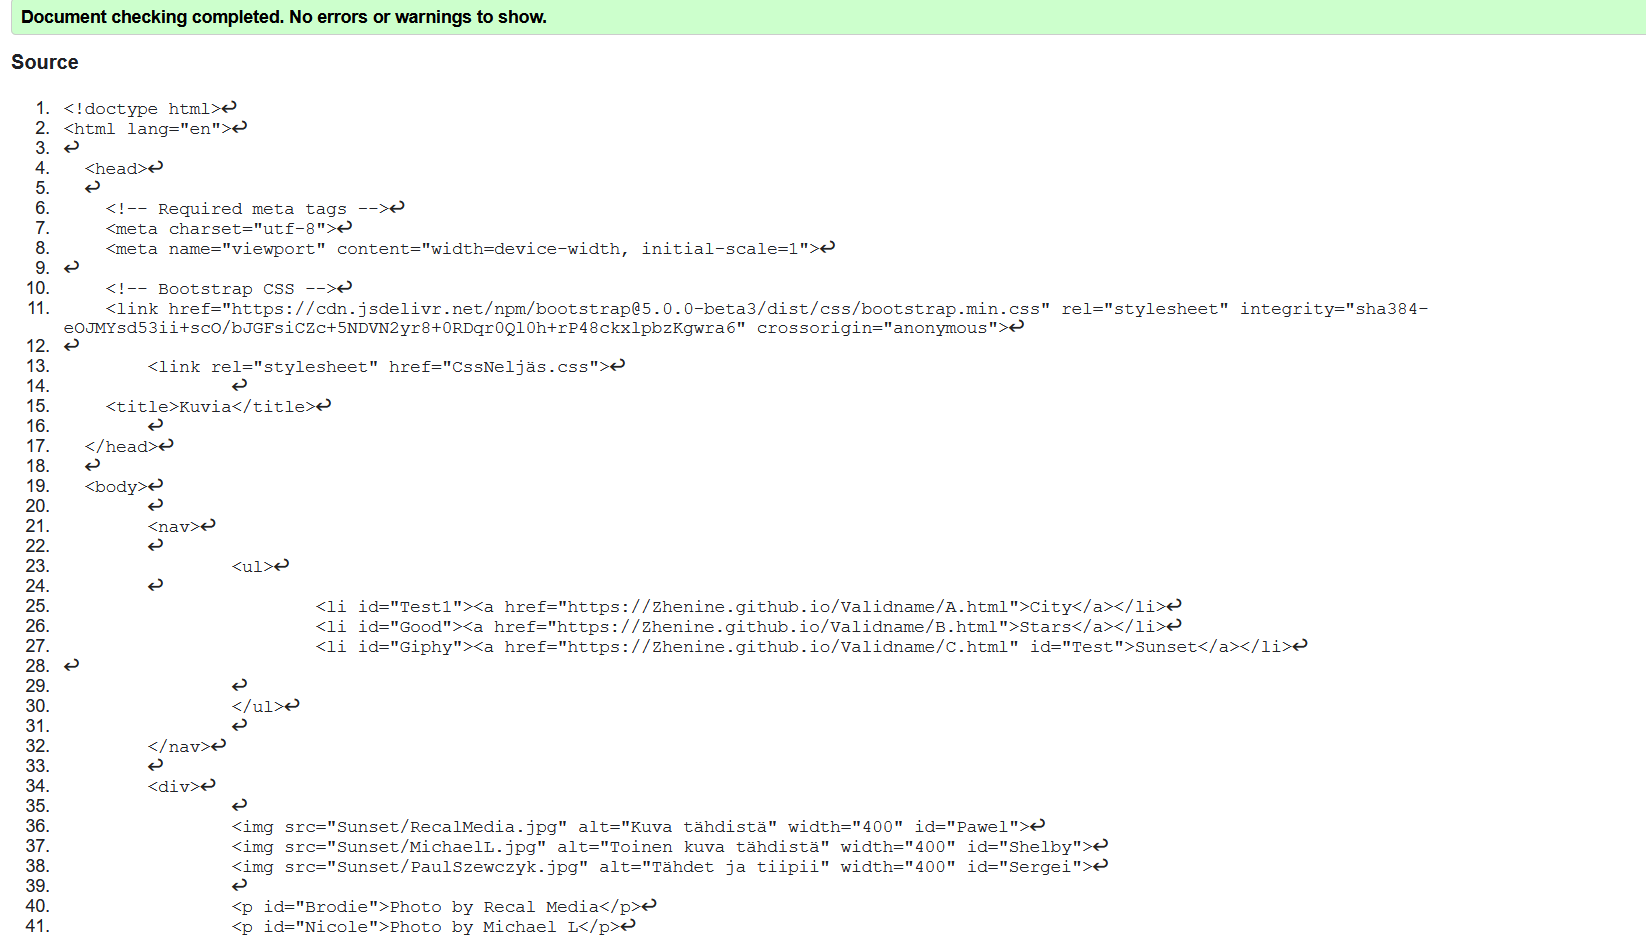 Document checking completed. No errors or warnings to show.
Source
1. <!doctype html>↩
2. <html lang="en">↩
3. ↩
4. <head>↩
5. ↩
6. <!-- Required meta tags -->↩
7. <meta charset="utf-8">↩
8. <meta name="viewport" content="width=device-width, initial-scale=1">↩
9. ↩
10. <!-- Bootstrap CSS -->↩
11. <link href="https://cdn.jsdelivr.net/npm/bootstrap@5.0.0-beta3/dist/css/bootstrap.min.css" rel="stylesheet" integrity="sha384-
eOJMYsd53ii+scO/bJGFsiCZc+5NDVN2yr8+0RDqr0Ql0h+rP48ckxlpbzKgwra6" crossorigin="anonymous">↩
12. ↩
13. <link rel="stylesheet" href="CssNeljäs.css">↩
14. ↩
15. <title>Kuvia</title>↩
16. ↩
17. </head>↩
18. ↩
19. <body>↩
20. ↩
21. <nav>↩
22. ↩
23. <ul>↩
24. ↩
25. <li id="Test1"><a href="https://Zhenine.github.io/Validname/A.html">City</a></li>↩
26. <li id="Good"><a href="https://Zhenine.github.io/Validname/B.html">Stars</a></li>↩
27. <li id="Giphy"><a href="https://Zhenine.github.io/Validname/C.html" id="Test">Sunset</a></li>↩
28. ↩
29. ↩
30. </ul>↩
31. ↩
32. </nav>↩
33. ↩
34. <div>↩
35. ↩
36. <img src="Sunset/RecalMedia.jpg" alt="Kuva tähdistä" width="400" id="Pawel">↩
37. <img src="Sunset/MichaelL.jpg" alt="Toinen kuva tähdistä" width="400" id="Shelby">↩
38. <img src="Sunset/PaulSzewczyk.jpg" alt="Tähdet ja tiipii" width="400" id="Sergei">↩
39. ↩
40. <p id="Brodie">Photo by Recal Media</p>↩
41. <p id="Nicole">Photo by Michael L</p>↩